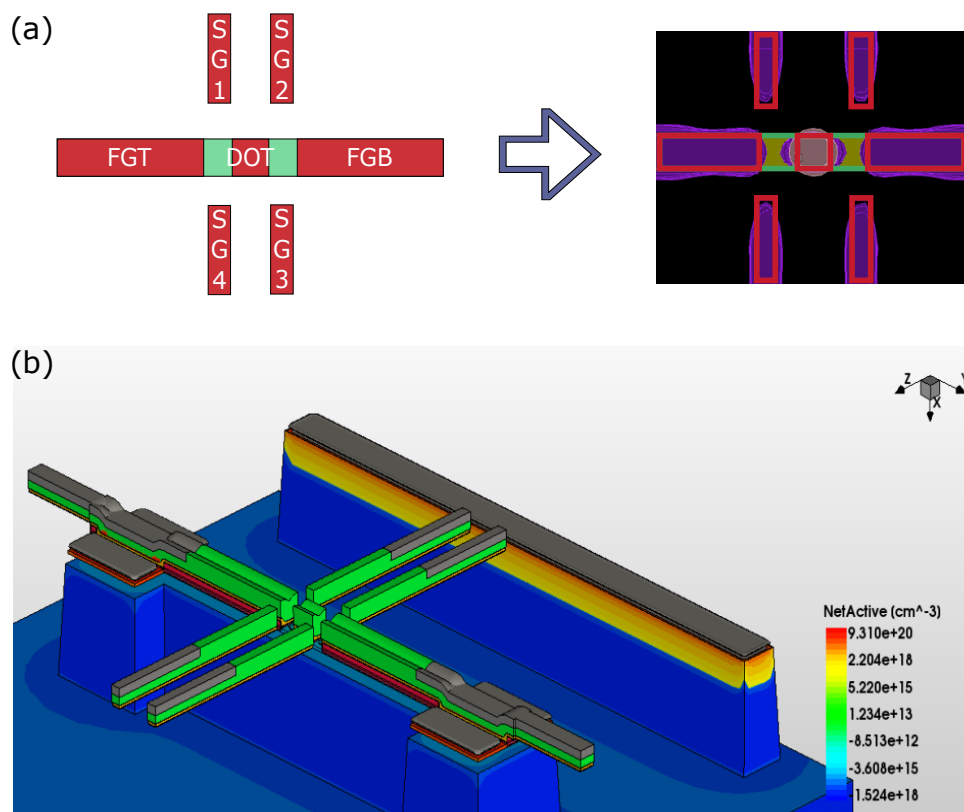 (a)
S
G
1
S
G
2
FGT
DOT
FGB
S
G
4
S
G
3
(b)
Z
Y
X
NetActive (cm^-3)
9.310e+20
2.204e+18
5.220e+15
1.234e+13
-8.513e+12
-3.608e+15
-1.524e+18